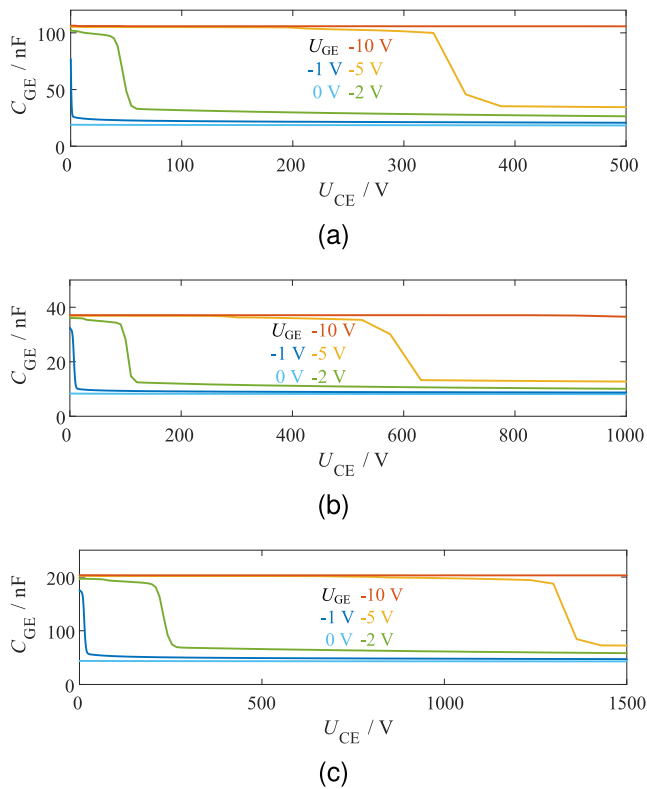 100
50
0
C_GE / nF
U_GE -10 V
-1 V -5 V
0 V -2 V
0 100 200 300 400 500
U_CE / V
(a)
40
20
0
C_GE / nF
U_GE -10 V
-1 V -5 V
0 V -2 V
0 200 400 600 800 1000
U_CE / V
(b)
200
100
0
C_GE / nF
U_GE -10 V
-1 V -5 V
0 V -2 V
0 500 1000 1500
U_CE / V
(c)